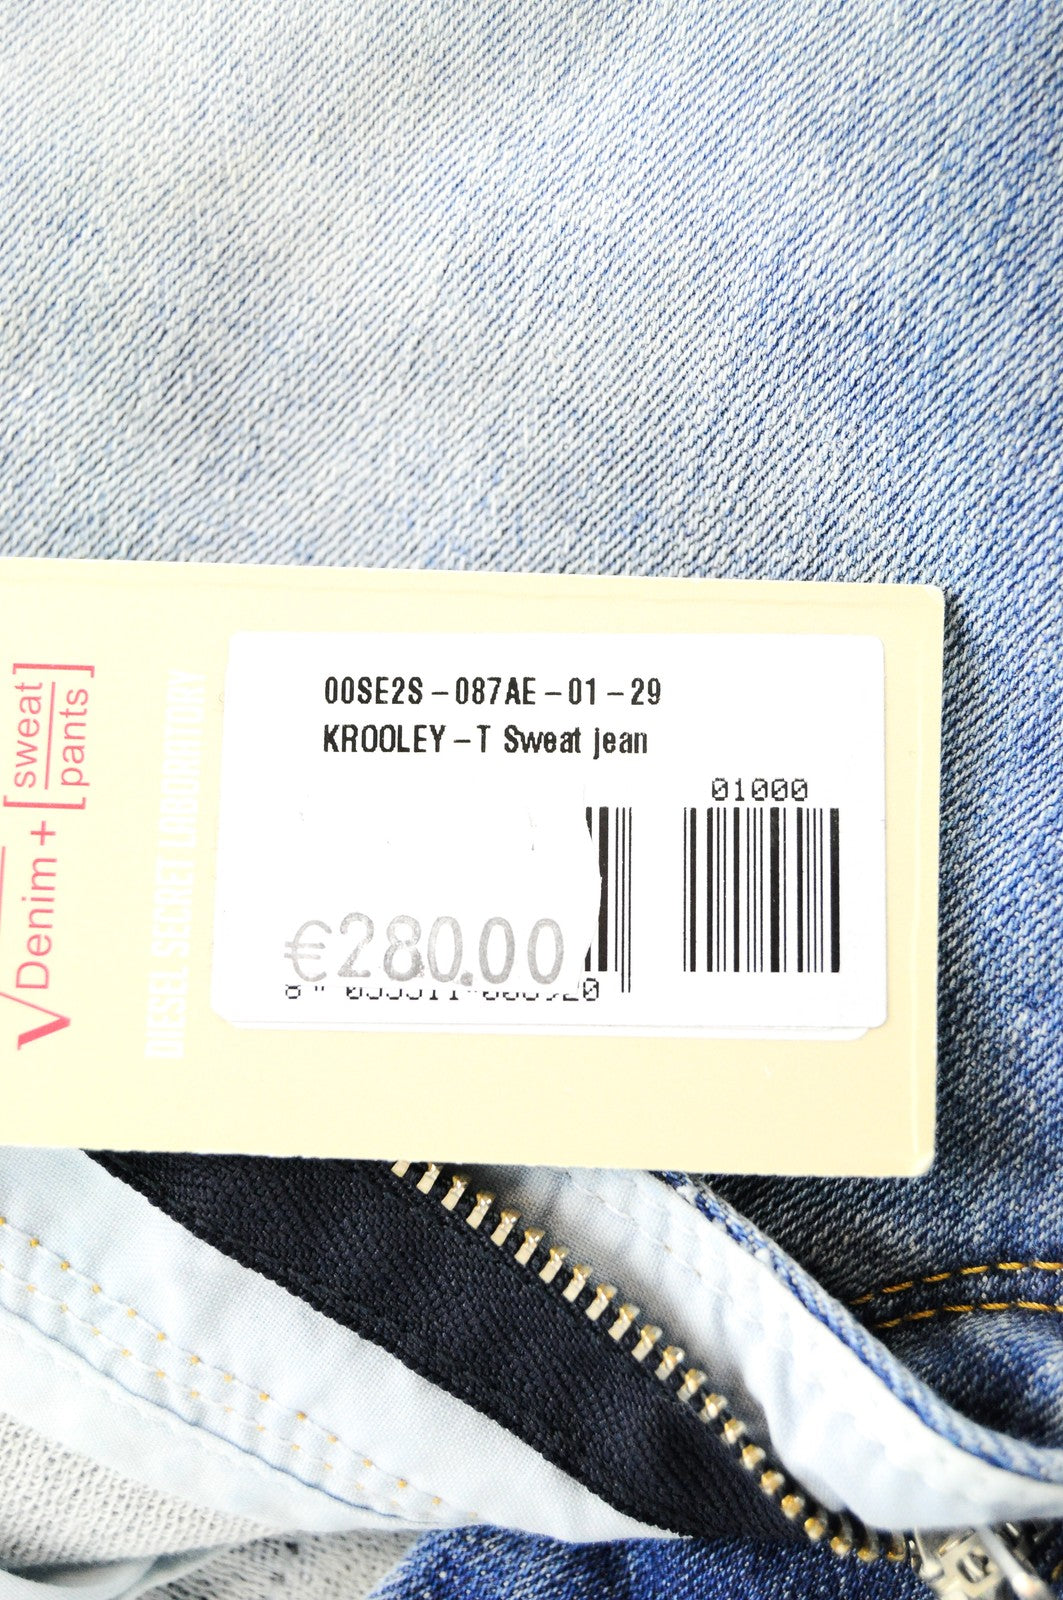 00SE2S-087AE-01-29
KROOLEY-T Sweat jean
01000
€280.00
√Denim+[sweat
pants]
DIESEL SECRET LABORATORY